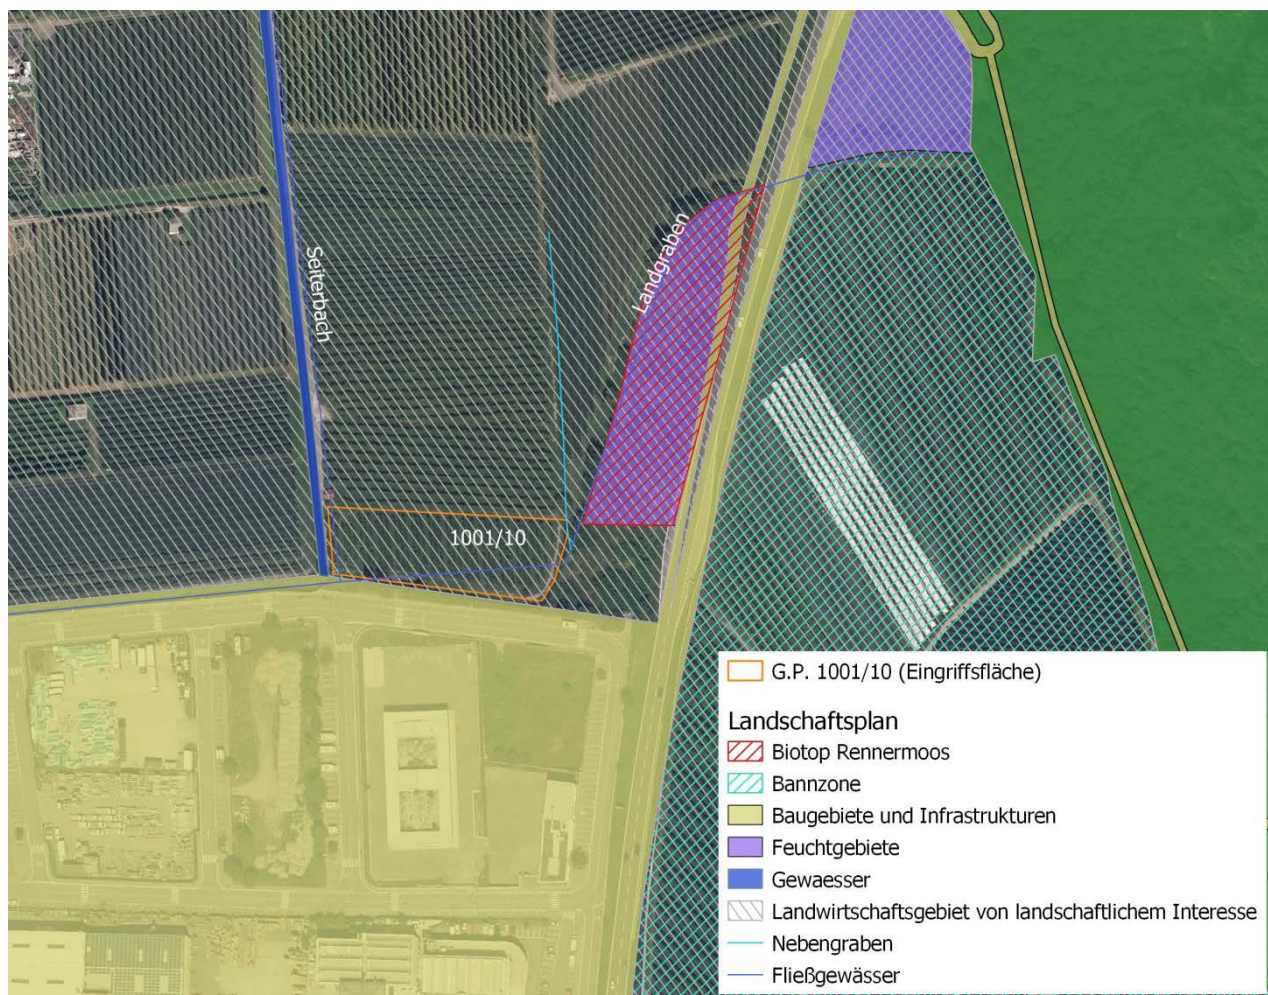 Seiterbach
Landgraben
1001/10
G.P. 1001/10 (Eingriffsfläche)
Landschaftsplan
Biotop Rennermoos
Bannzone
Baugebiete und Infrastrukturen
Feuchtgebiete
Gewaesser
Landwirtschaftsgebiet von landschaftlichem Interesse
Nebengraben
Fließgewässer